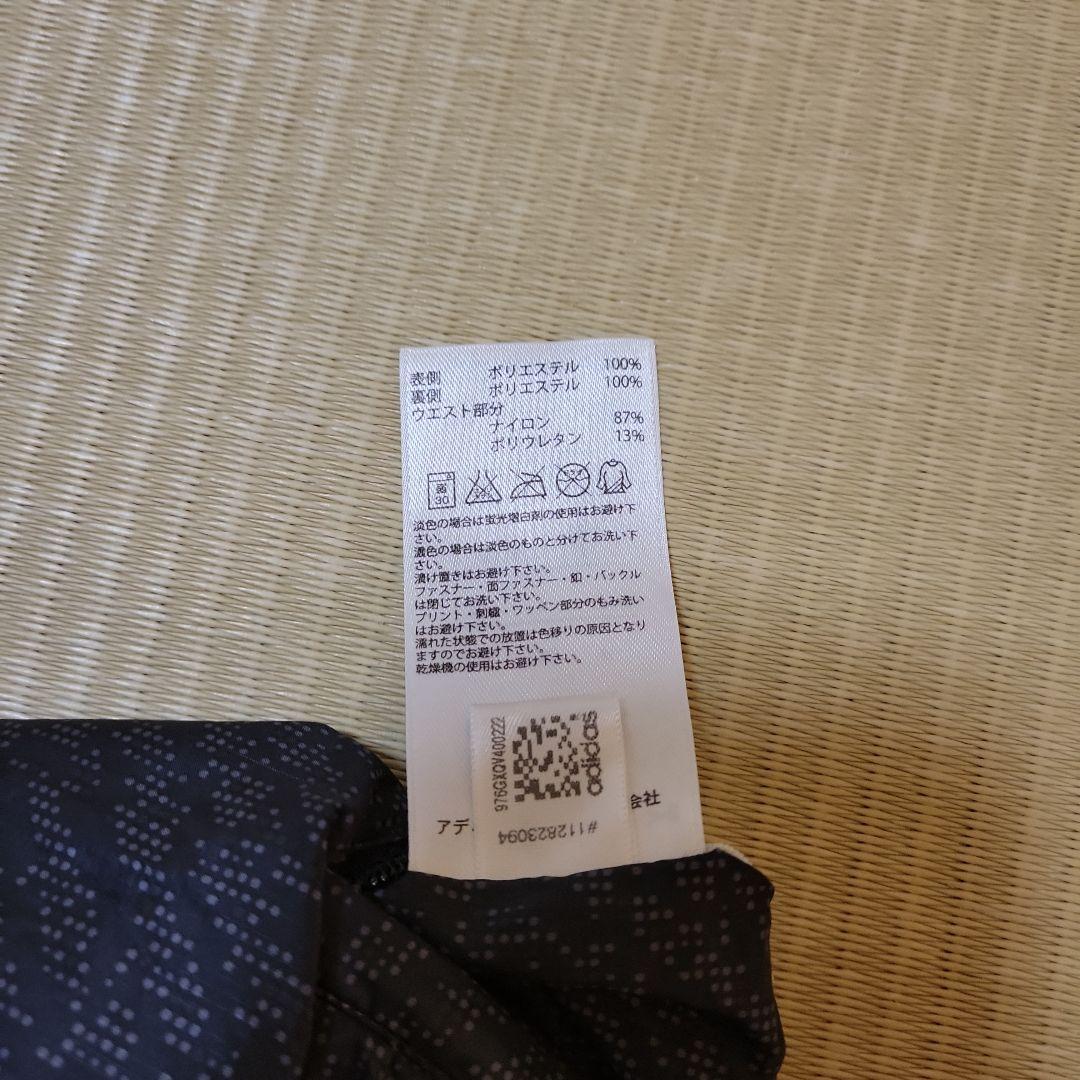 表側 ポリエステル 100%
裏側 ポリエステル 100%
ウエスト部分
ナイロン 87%
ポリウレタン 13%
弱
30
淡色の場合は蛍光増白剤の使用はお避け下
さい。
濃色の場合は淡色のものと分けてお洗い下
さい。
漬け置きはお避け下さい。
ファスナー・面ファスナー・釦・バックル
は閉じてお洗い下さい。
プリント・刺繍・ワッペン部分のもみ洗い
はお避け下さい。
濡れた状態での放置は色移りの原因となり
ますのでお避け下さい。
乾燥機の使用はお避け下さい。
976GXQV400222
adidas
アデ 会社
#112823094